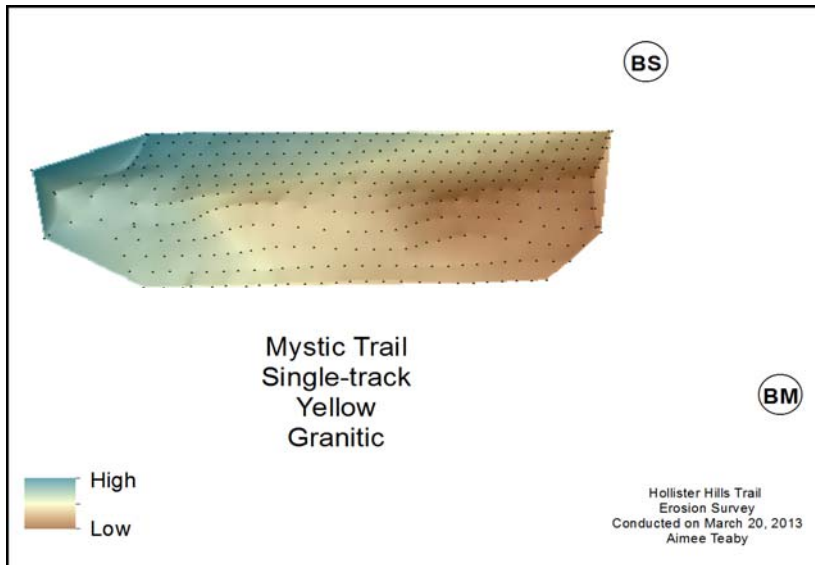 BS
Mystic Trail
Single-track
Yellow
Granitic
BM
High
Low
Hollister Hills Trail
Erosion Survey
Conducted on March 20, 2013
Aimee Teaby